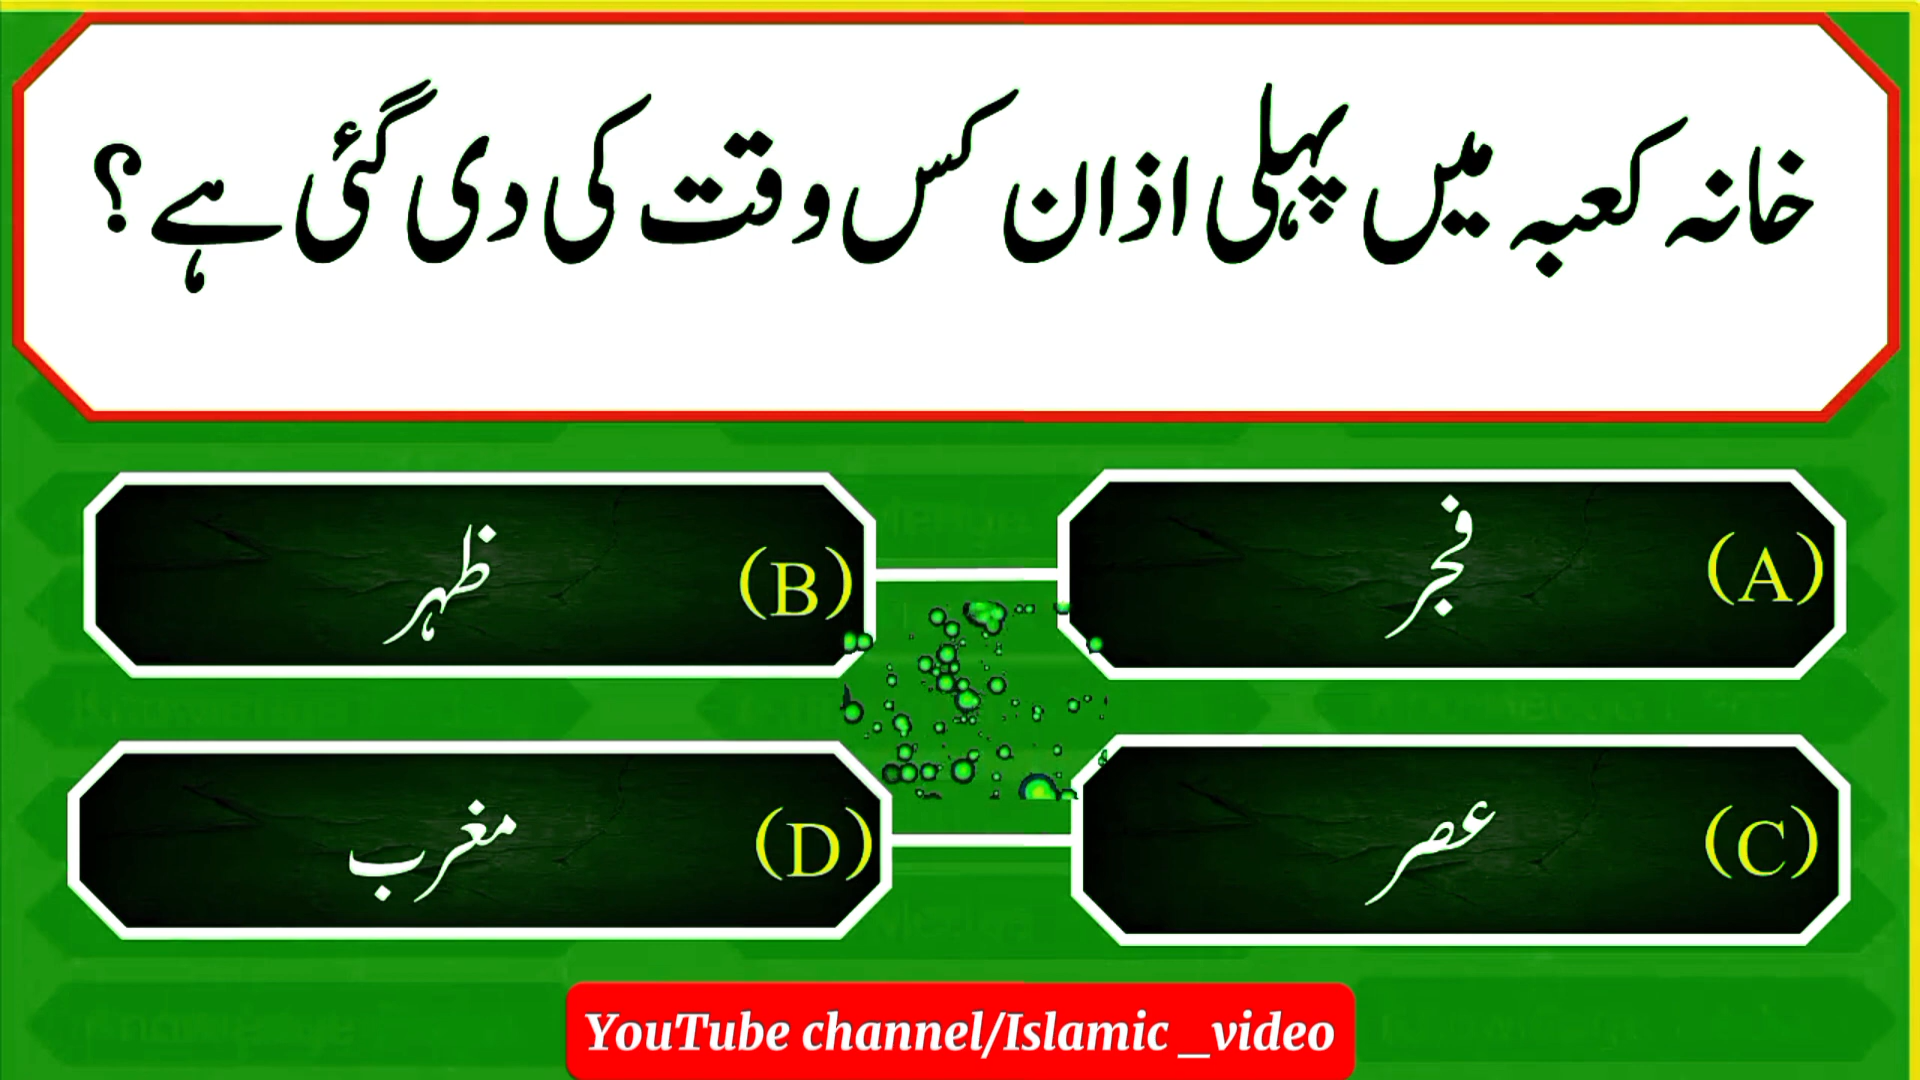 خانہ کعبہ میں پہلی اذان کس وقت کی دی گئی ہے؟
(A) فجر
(B) ظہر
(C) عصر
(D) مغرب
YouTube channel/Islamic _video